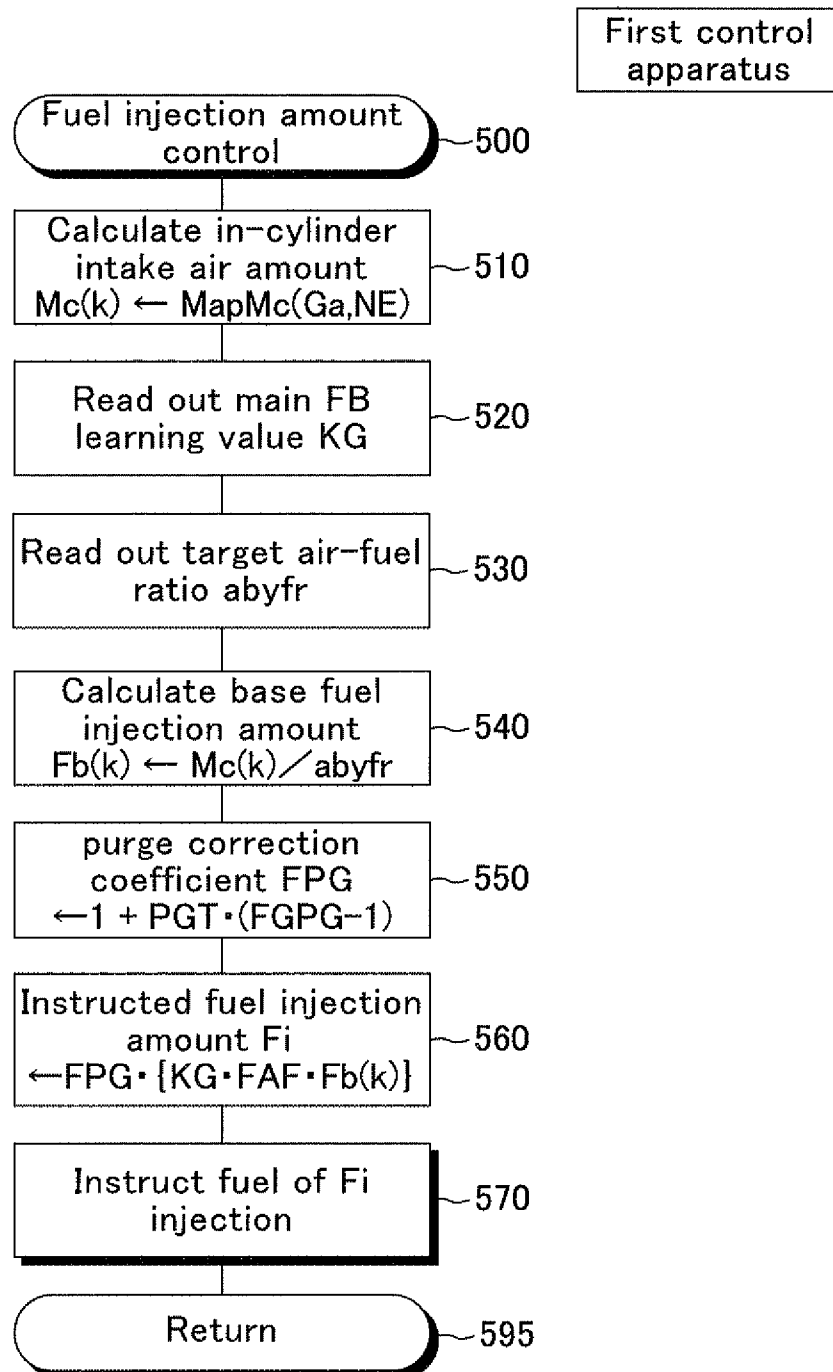 First control
apparatus
Fuel injection amount
control
500
Calculate in-cylinder
intake air amount
Mc(k) ← MapMc(Ga,NE)
510
Read out main FB
learning value KG
520
Read out target air-fuel
ratio abyfr
530
Calculate base fuel
injection amount
Fb(k) ← Mc(k)／abyfr
540
purge correction
coefficient FPG
←1 + PGT・(FGPG-1)
550
Instructed fuel injection
amount Fi
←FPG・{KG・FAF・Fb(k)}
560
Instruct fuel of Fi
injection
570
Return
595